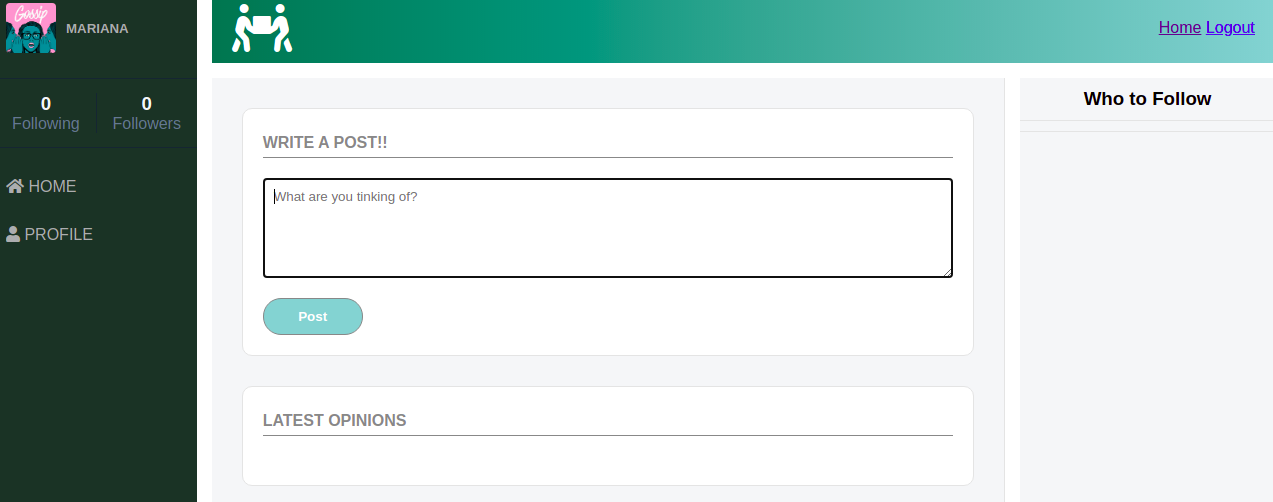 Gossip
MARIANA
0 0
Following Followers
HOME
PROFILE
Home Logout
WRITE A POST!!
What are you tinking of?
Post
LATEST OPINIONS
Who to Follow